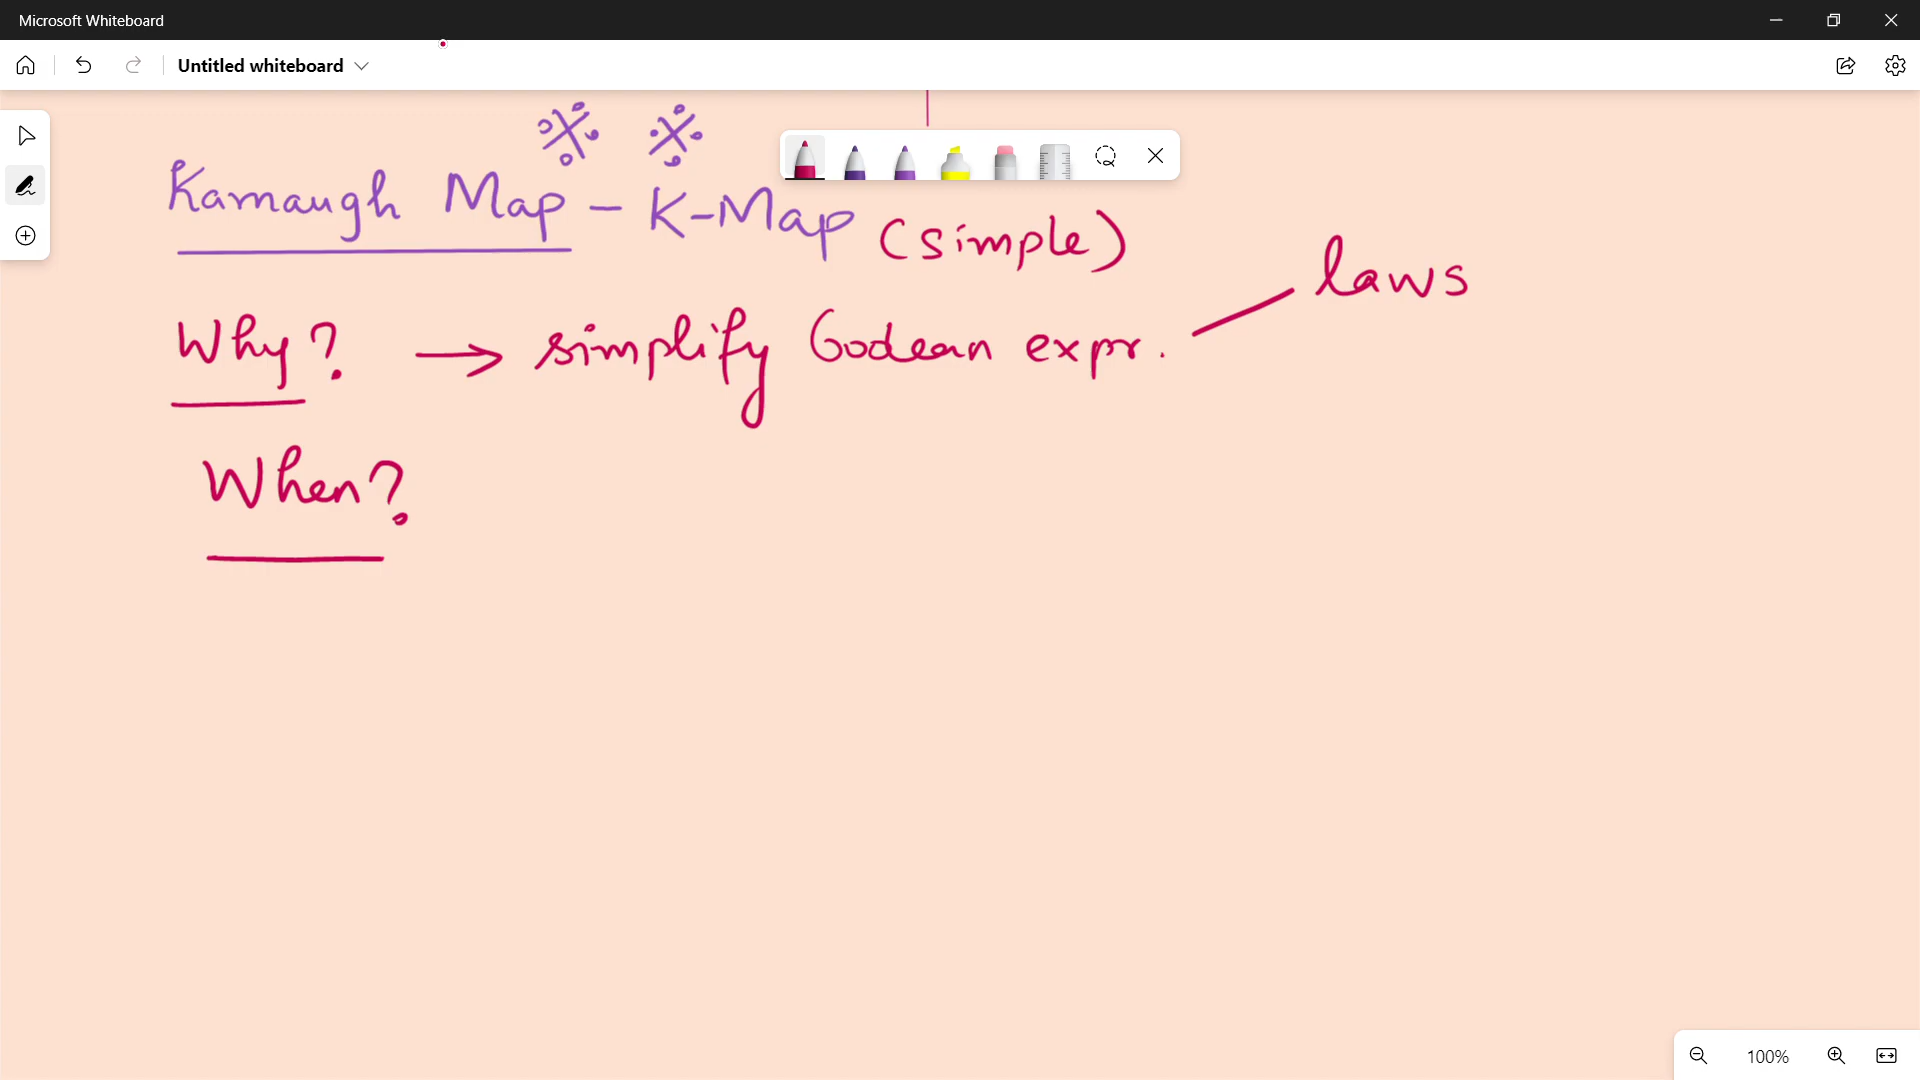 Microsoft Whiteboard
Untitled whiteboard
Karnaugh Map - K-Map (simple)
laws
Why? → simplify boolean expr.
When?
100%